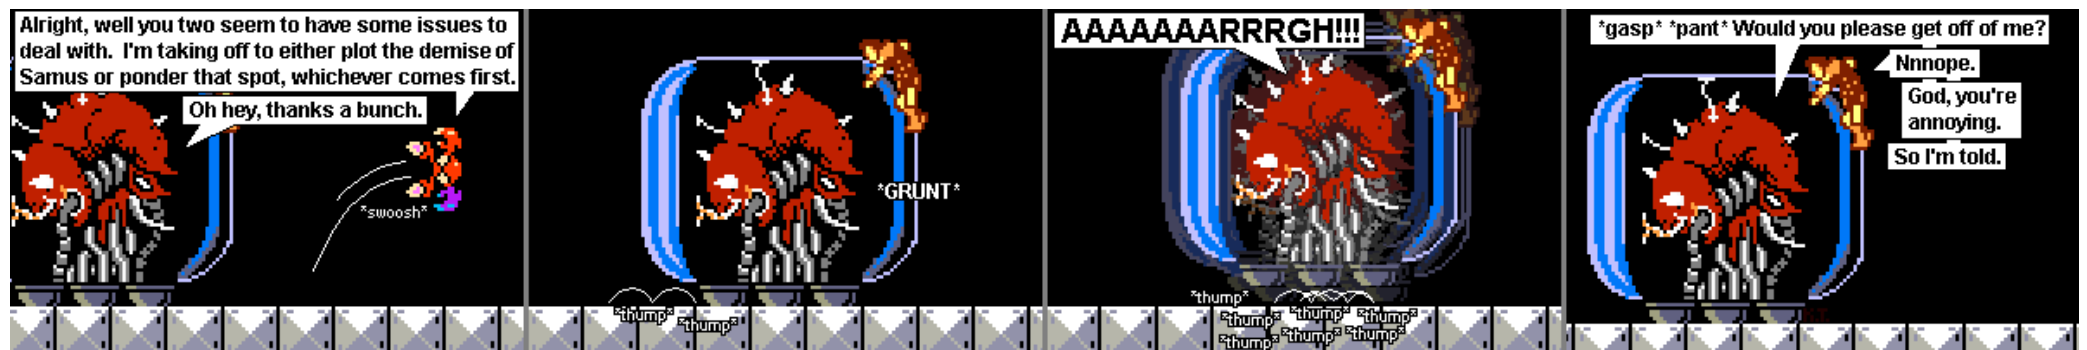 Alright, well you two seem to have some issues to
deal with. I'm taking off to either plot the demise of
Samus or ponder that spot, whichever comes first.
Oh hey, thanks a bunch.
*swoosh*
*GRUNT*
*thump*
*thump*
AAAAAAARRRGH!!!
*thump*
*thump*
*thump*
*thump*
*thump*
*thump*
*thump*
*gasp* *pant* Would you please get off of me?
Nnnope.
God, you're
annoying.
So I'm told.